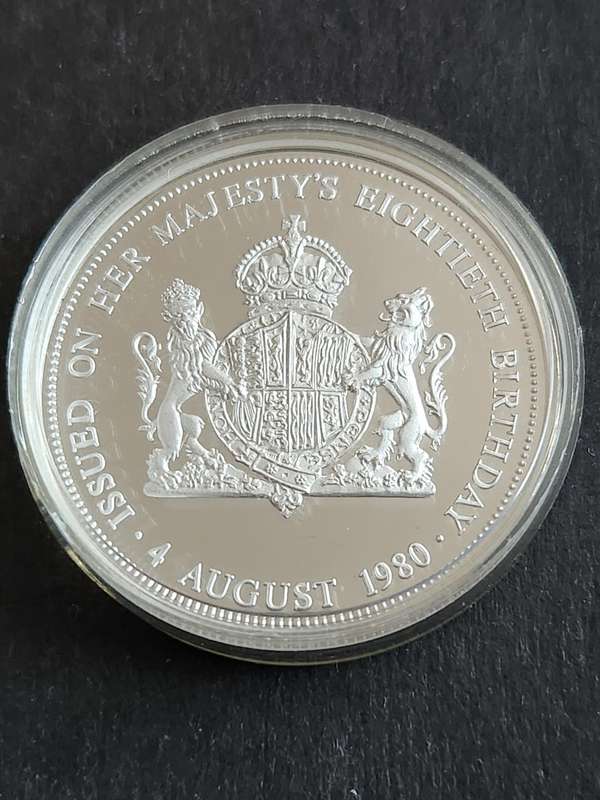 ISSUED ON HER MAJESTY'S EIGHTIETH BIRTHDAY
· 4 AUGUST 1980 ·